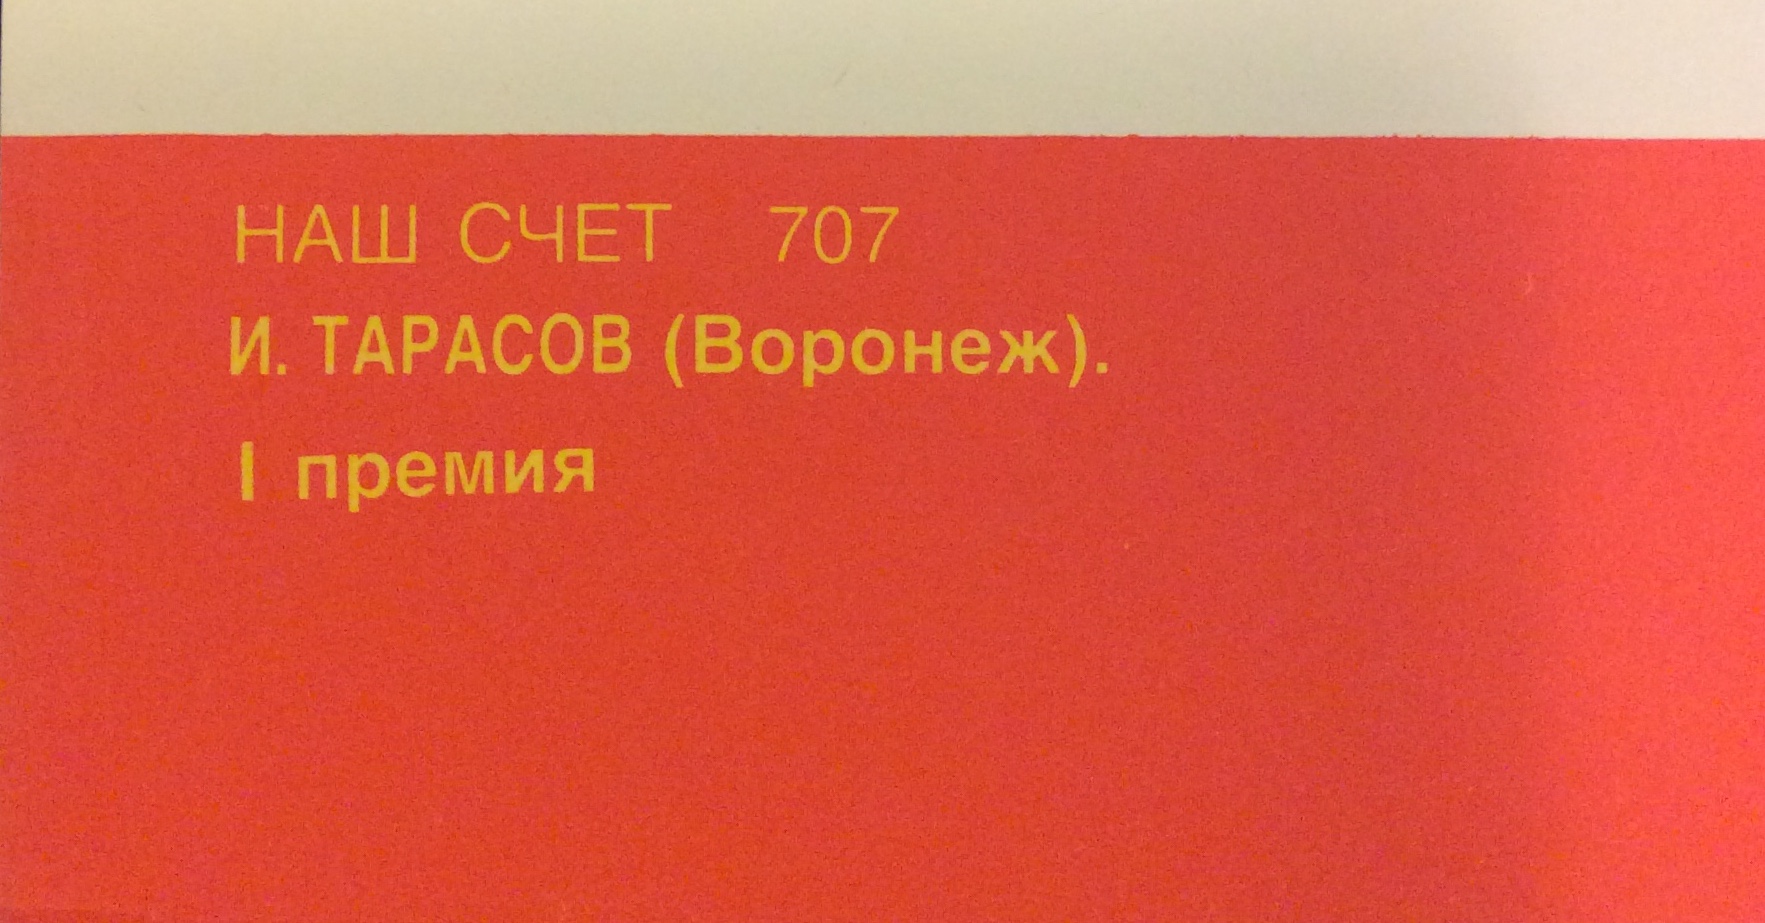 НАШ СЧЕТ 707
И. ТАРАСОВ (Воронеж).
I премия